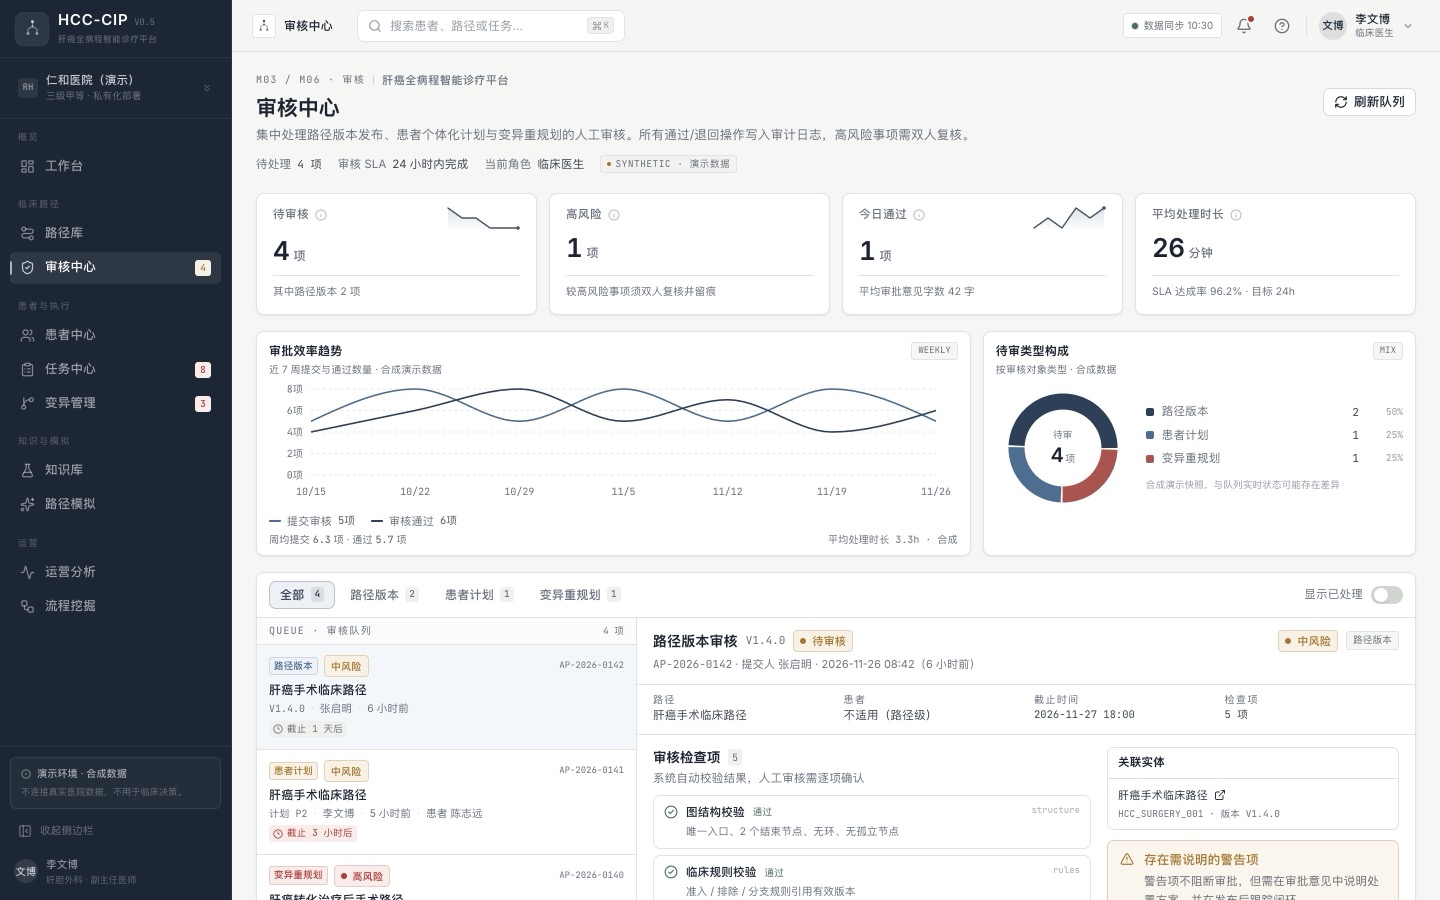 HCC-CIP V0.5
肝癌全病程智能诊疗平台
RH 仁和医院（演示）
三级甲等 · 私有化部署
概览
工作台
临床路径
路径库
审核中心 4
患者与执行
患者中心
任务中心 8
变异管理 3
知识与模拟
知识库
路径模拟
运营
运营分析
流程挖掘
演示环境 · 合成数据
不连接真实医院数据，不用于临床决策。
收起侧边栏
文博 李文博
肝胆外科 · 副主任医师
审核中心
搜索患者、路径或任务... ⌘K
数据同步 10:30
文博 李文博
临床医生
M03 / M06 · 审核 | 肝癌全病程智能诊疗平台
审核中心
刷新队列
集中处理路径版本发布、患者个体化计划与变异重规划的人工审核。所有通过/退回操作写入审计日志，高风险事项需双人复核。
待处理 4 项 审核 SLA 24 小时内完成 当前角色 临床医生 SYNTHETIC · 演示数据
待审核
4 项
其中路径版本 2 项
高风险
1 项
较高风险事项须双人复核并留痕
今日通过
1 项
平均审批意见字数 42 字
平均处理时长
26 分钟
SLA 达成率 96.2% · 目标 24h
审批效率趋势 WEEKLY
近 7 周提交与通过数量 · 合成演示数据
8项
6项
4项
2项
0项
10/15 10/22 10/29 11/5 11/12 11/19 11/26
提交审核 5项 审核通过 6项
周均提交 6.3 项 · 通过 5.7 项 平均处理时长 3.3h · 合成
待审类型构成 MIX
按审核对象类型 · 合成数据
待审
4项
路径版本 2 50%
患者计划 1 25%
变异重规划 1 25%
合成演示快照，与队列实时状态可能存在差异
全部 4 路径版本 2 患者计划 1 变异重规划 1 显示已处理
QUEUE · 审核队列 4 项
路径版本 中风险 AP-2026-0142
肝癌手术临床路径
V1.4.0 · 张启明 · 6 小时前
截止 1 天后
患者计划 中风险 AP-2026-0141
肝癌手术临床路径
计划 P2 · 李文博 · 5 小时前 · 患者 陈志远
截止 3 小时后
变异重规划 高风险 AP-2026-0140
肝癌转化治疗后手术路径
路径版本审核 V1.4.0 待审核 中风险 路径版本
AP-2026-0142 · 提交人 张启明 · 2026-11-26 08:42（6 小时前）
路径 患者 截止时间 检查项
肝癌手术临床路径 不适用（路径级） 2026-11-27 18:00 5 项
审核检查项 5
系统自动校验结果，人工审核需逐项确认
图结构校验 通过 structure
唯一入口、2 个结束节点、无环、无孤立节点
临床规则校验 通过 rules
准入 / 排除 / 分支规则引用有效版本
关联实体
肝癌手术临床路径
HCC_SURGERY_001 · 版本 V1.4.0
存在需说明的警告项
警告项不阻断审批，但需在审批意见中说明处
置方案，并在发布后跟踪闭环